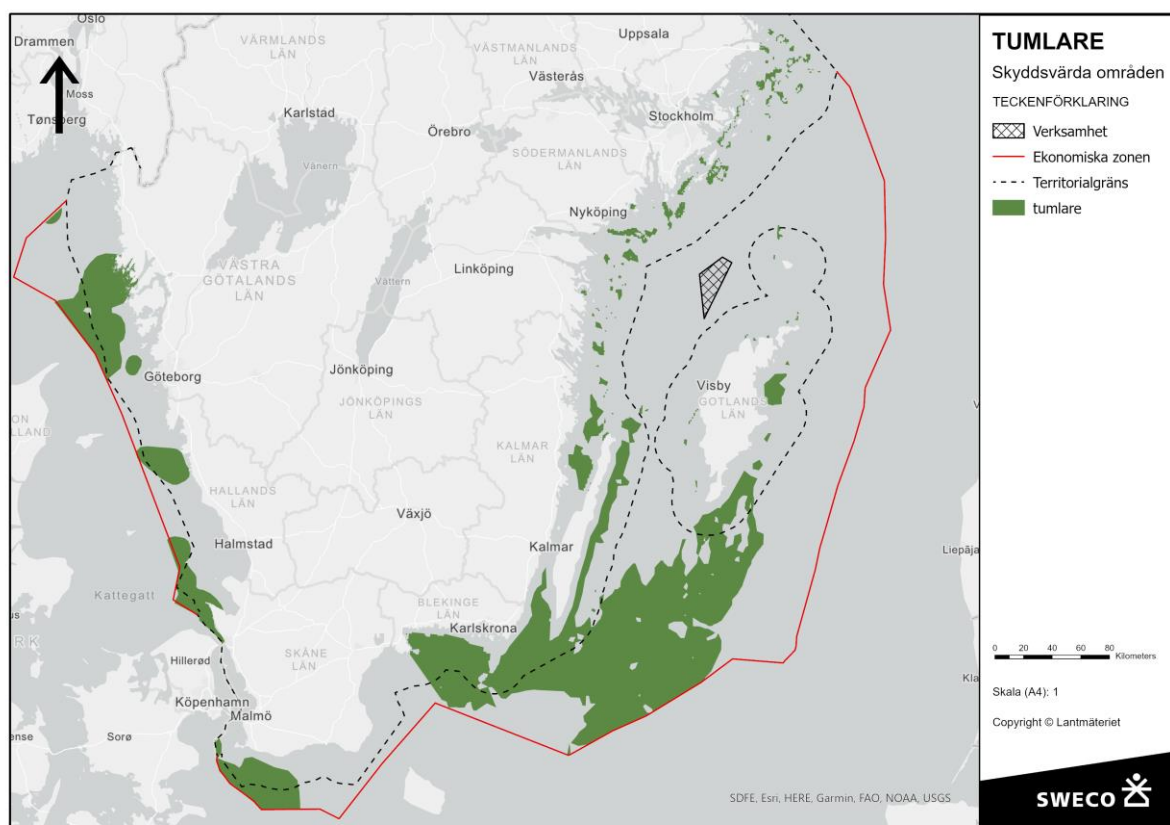 Oslo
Drammen
Moss
Tønsberg
VÄRMLANDS
LÄN
Karlstad
Vänern
Örebro
VÄSTMANLANDS
LÄN
Västerås
Uppsala
Stockholm
SÖDERMANLANDS
LÄN
Nyköping
Linköping
Vättern
VÄSTRA
GÖTALANDS
LÄN
Göteborg
Jönköping
JÖNKÖPINGS
LÄN
Visby
GOTLANDS
LÄN
KALMAR
LÄN
HALLANDS
LÄN
Växjö
Halmstad
Kalmar
Liepāja
Kattegatt
BLEKINGE
LÄN
Karlskrona
SKÅNE
LÄN
Hillerød
Köpenhamn
Malmö
Sorø
SDFE, Esri, HERE, Garmin, FAO, NOAA, USGS
TUMLARE
Skyddsvärda områden
TECKENFÖRKLARING
Verksamhet
Ekonomiska zonen
Territorialgräns
tumlare
0 20 40 60 80
Kilometers
Skala (A4): 1
Copyright © Lantmäteriet
SWECO